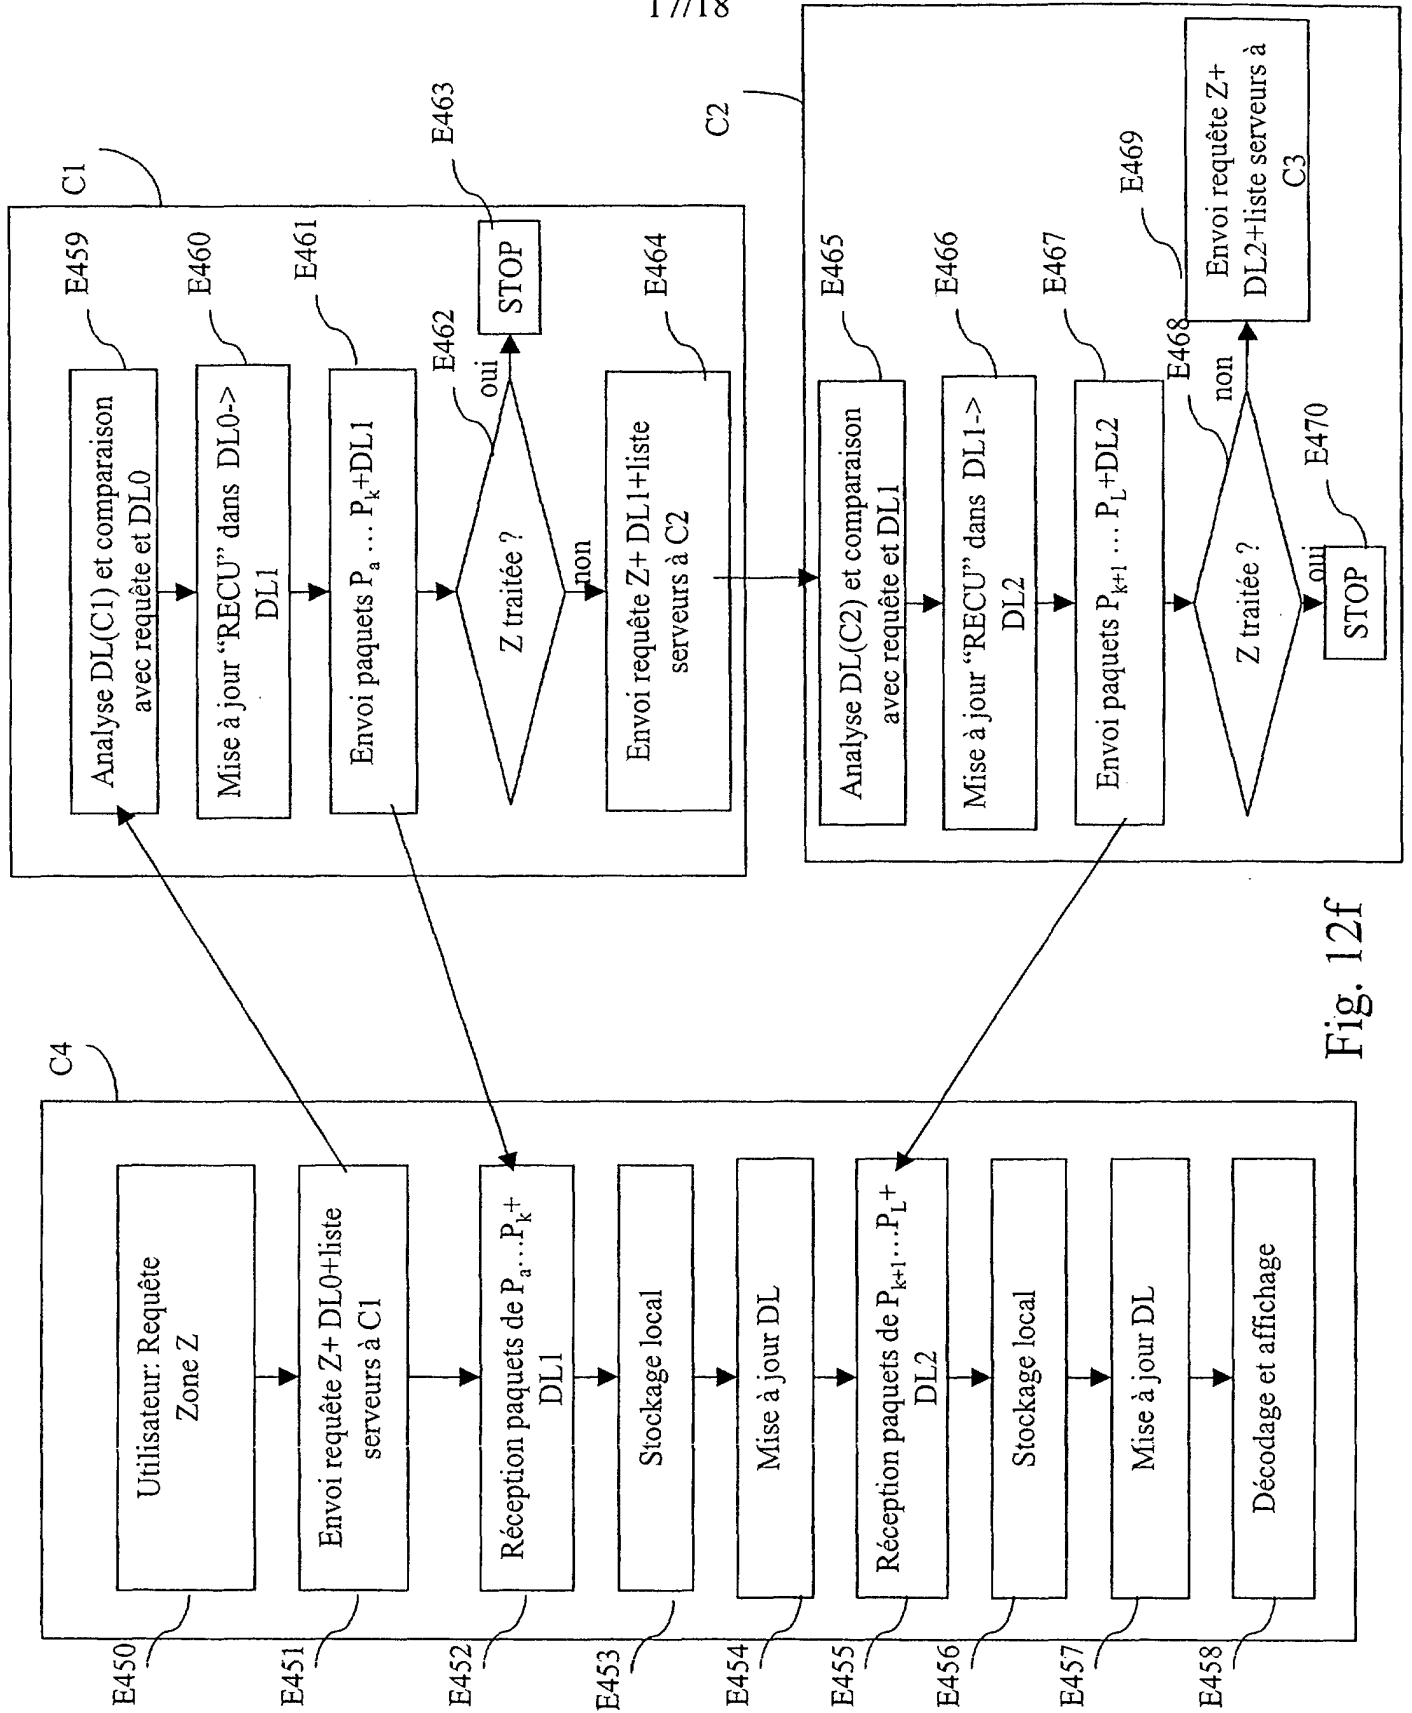 17/18
C4
E450
Utilisateur: Requête
Zone Z
E451
Envoi requête Z+ DL0+liste
serveurs à C1
E452
Réception paquets de Pₐ…Pₖ+
DL1
E453
Stockage local
E454
Mise à jour DL
E455
Réception paquets de Pₖ₊₁…P_L+
DL2
E456
Stockage local
E457
Mise à jour DL
E458
Décodage et affichage
C1
E459
Analyse DL(C1) et comparaison
avec requête et DL0
E460
Mise à jour “RECU” dans DL0->
DL1
E461
Envoi paquets Pₐ … Pₖ+DL1
E462
Z traitée ?
oui
E463
STOP
non
E464
Envoi requête Z+ DL1+liste
serveurs à C2
C2
E465
Analyse DL(C2) et comparaison
avec requête et DL1
E466
Mise à jour “RECU” dans DL1->
DL2
E467
Envoi paquets Pₖ₊₁ … P_L+DL2
E468
Z traitée ?
non
E469
Envoi requête Z+
DL2+liste serveurs à
C3
oui
E470
STOP
Fig. 12f